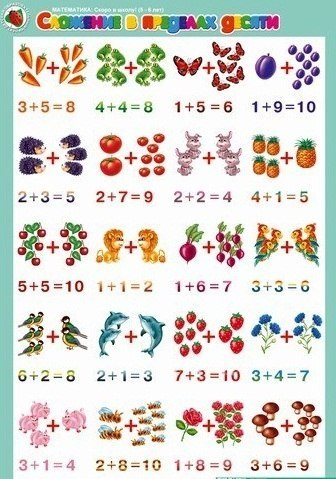 МАТЕМАТИКА: Скоро в школу! (5 - 6 лет)
Сложение в пределах десяти
3+5=8 4+4=8 1+5=6 1+9=10
2+3=5 2+7=9 2+2=4 4+1=5
5+5=10 1+1=2 1+6=7 3+3=6
6+2=8 2+1=3 7+3=10 3+4=7
3+1=4 2+8=10 1+8=9 3+6=9